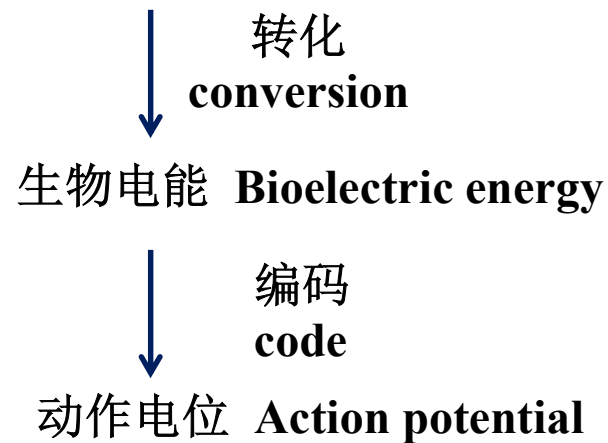 转化
conversion
生物电能 Bioelectric energy
编码
code
动作电位 Action potential